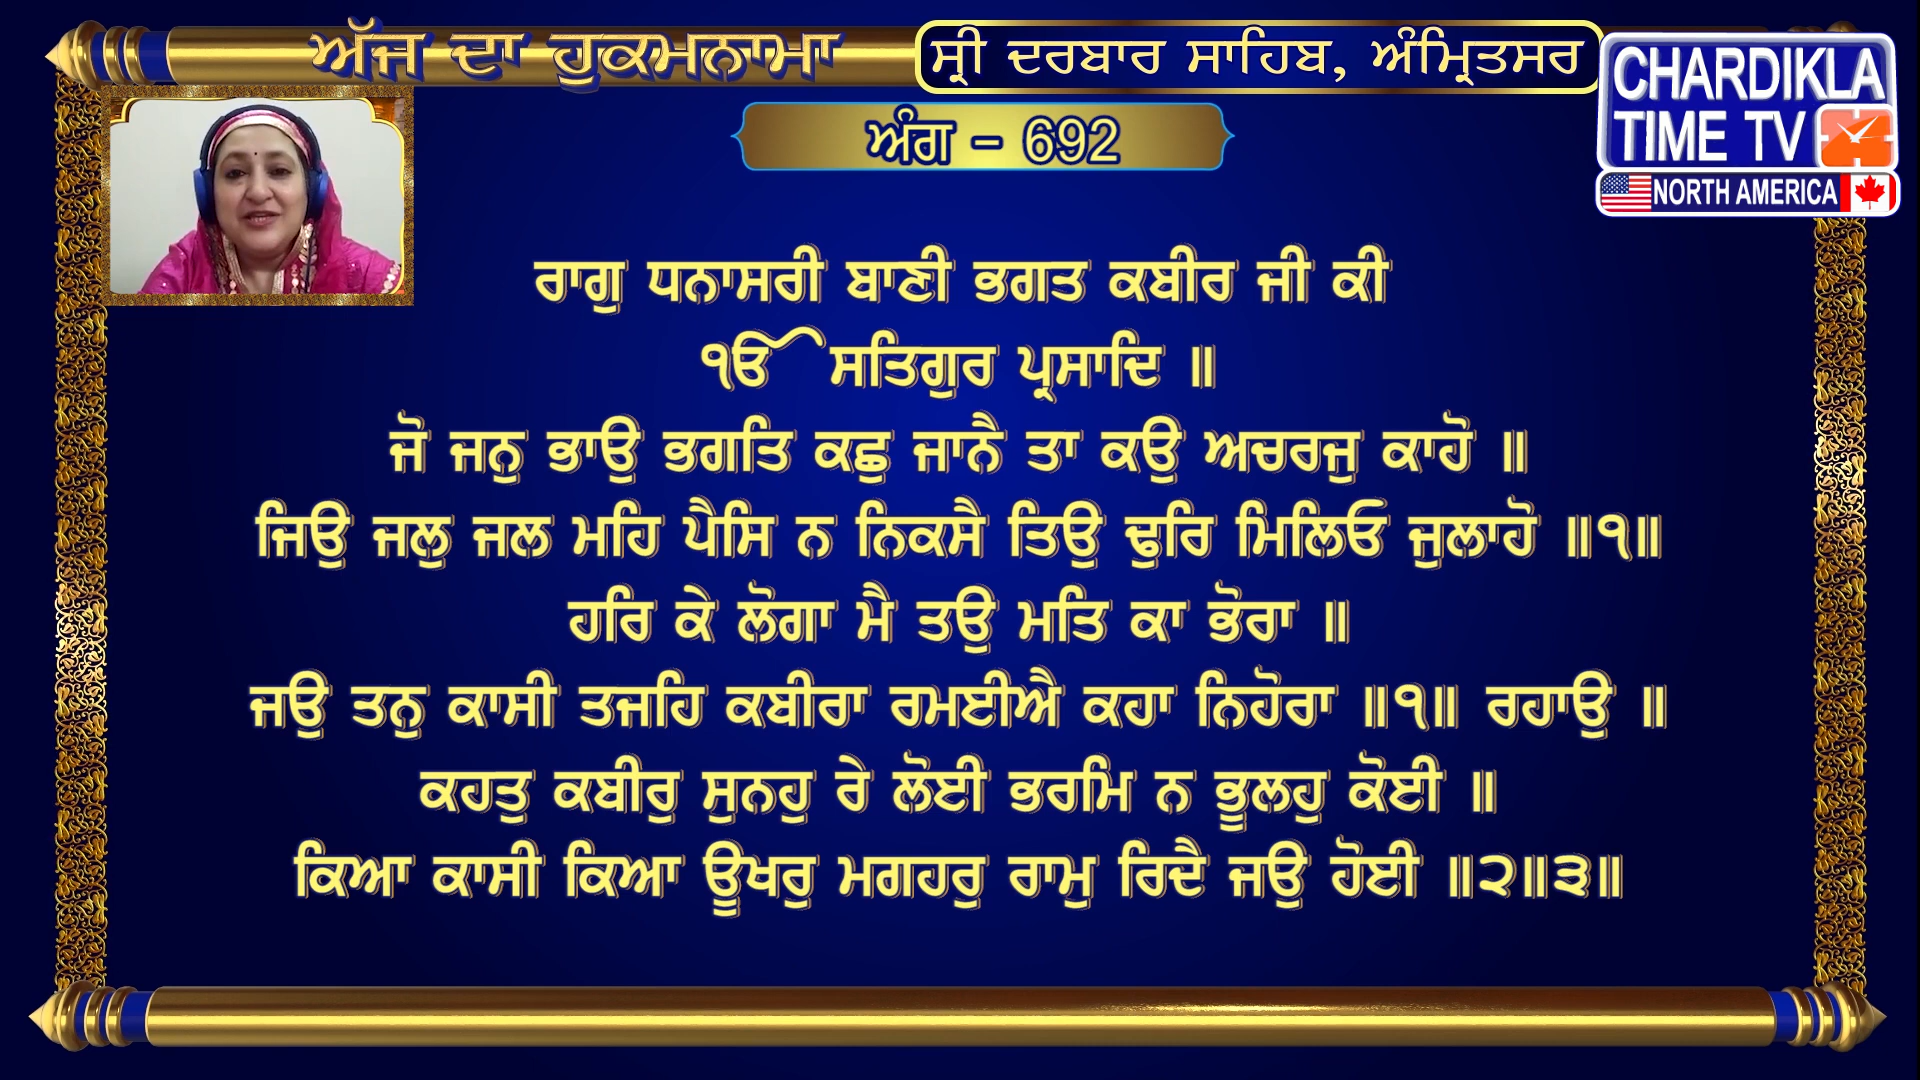 ਅੱਜ ਦਾ ਹੁਕਮਨਾਮਾ
ਸ੍ਰੀ ਦਰਬਾਰ ਸਾਹਿਬ, ਅੰਮ੍ਰਿਤਸਰ
CHARDIKLA
TIME TV
NORTH AMERICA
ਅੰਗ - 692
ਰਾਗੁ ਧਨਾਸਰੀ ਬਾਣੀ ਭਗਤ ਕਬੀਰ ਜੀ ਕੀ
ੴ ਸਤਿਗੁਰ ਪ੍ਰਸਾਦਿ ॥
ਜੋ ਜਨੁ ਭਾਉ ਭਗਤਿ ਕਛੁ ਜਾਨੈ ਤਾ ਕਉ ਅਚਰਜੁ ਕਾਹੋ ॥
ਜਿਉ ਜਲੁ ਜਲ ਮਹਿ ਪੈਸਿ ਨ ਨਿਕਸੈ ਤਿਉ ਢੁਰਿ ਮਿਲਿਓ ਜੁਲਾਹੋ ॥੧॥
ਹਰਿ ਕੇ ਲੋਗਾ ਮੈ ਤਉ ਮਤਿ ਕਾ ਭੋਰਾ ॥
ਜਉ ਤਨੁ ਕਾਸੀ ਤਜਹਿ ਕਬੀਰਾ ਰਮਈਐ ਕਹਾ ਨਿਹੋਰਾ ॥੧॥ ਰਹਾਉ ॥
ਕਹਤੁ ਕਬੀਰੁ ਸੁਨਹੁ ਰੇ ਲੋਈ ਭਰਮਿ ਨ ਭੂਲਹੁ ਕੋਈ ॥
ਕਿਆ ਕਾਸੀ ਕਿਆ ਊਖਰੁ ਮਗਹਰੁ ਰਾਮੁ ਰਿਦੈ ਜਉ ਹੋਈ ॥੨॥੩॥